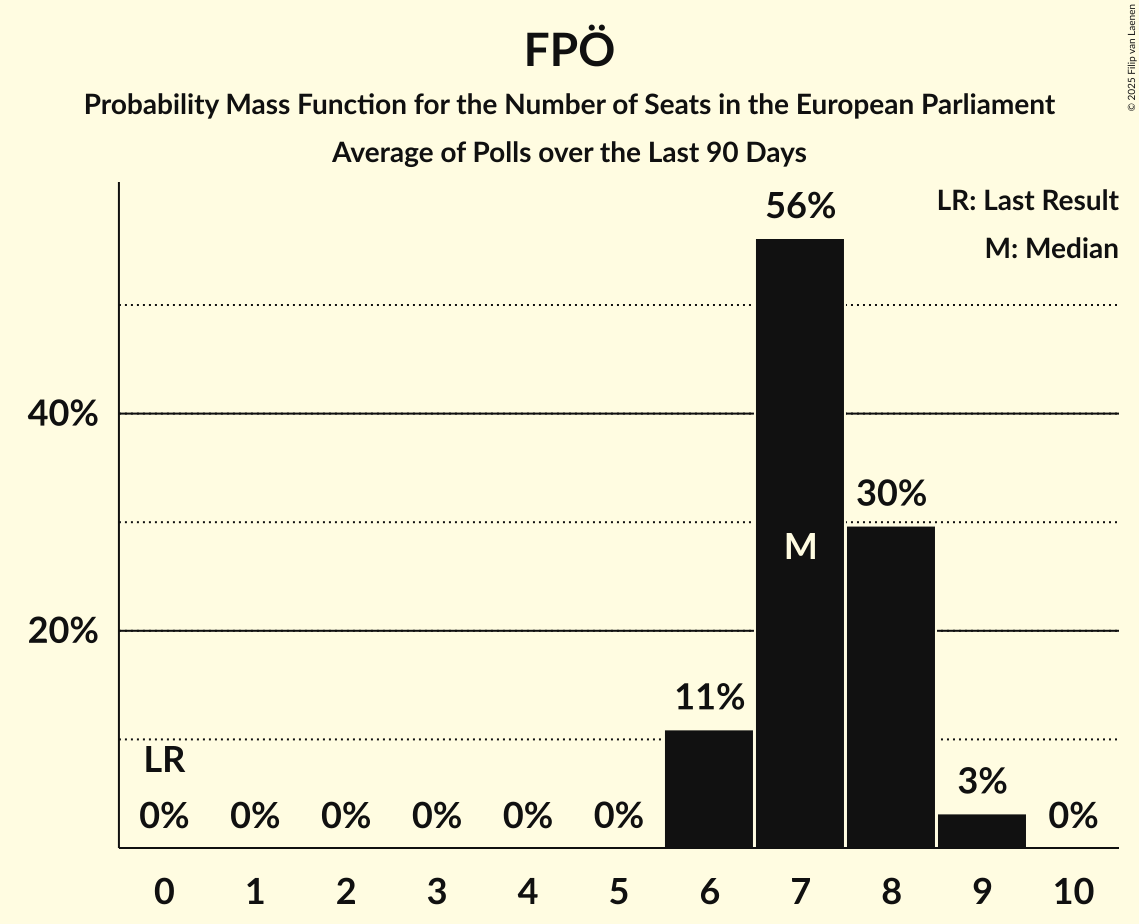 FPÖ
Probability Mass Function for the Number of Seats in the European Parliament
Average of Polls over the Last 90 Days
© 2025 Filip van Laenen
LR: Last Result
M: Median
56%
40%
30%
M
20%
11%
LR
3%
0% 0% 0% 0% 0% 0% 0%
0 1 2 3 4 5 6 7 8 9 10